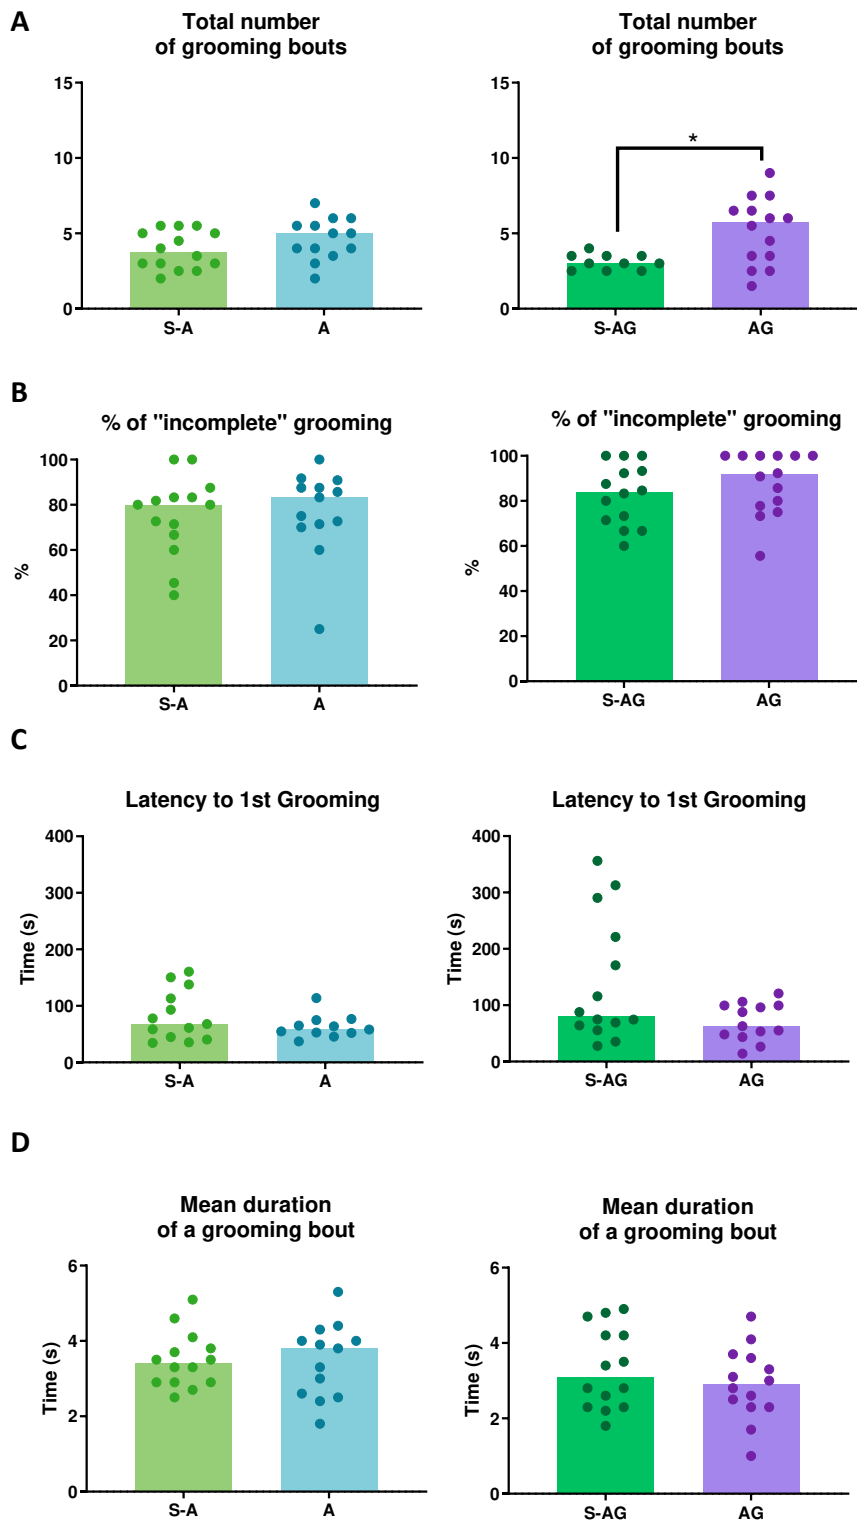 A
Total number
of grooming bouts
15
10
5
0
S-A
A
Total number
of grooming bouts
15
10
5
0
*
S-AG
AG
B
% of "incomplete" grooming
%
100
80
60
40
20
0
S-A
A
% of "incomplete" grooming
%
100
80
60
40
20
0
S-AG
AG
C
Latency to 1st Grooming
Time (s)
400
300
200
100
0
S-A
A
Latency to 1st Grooming
Time (s)
400
300
200
100
0
S-AG
AG
D
Mean duration
of a grooming bout
Time (s)
6
4
2
0
S-A
A
Mean duration
of a grooming bout
Time (s)
6
4
2
0
S-AG
AG